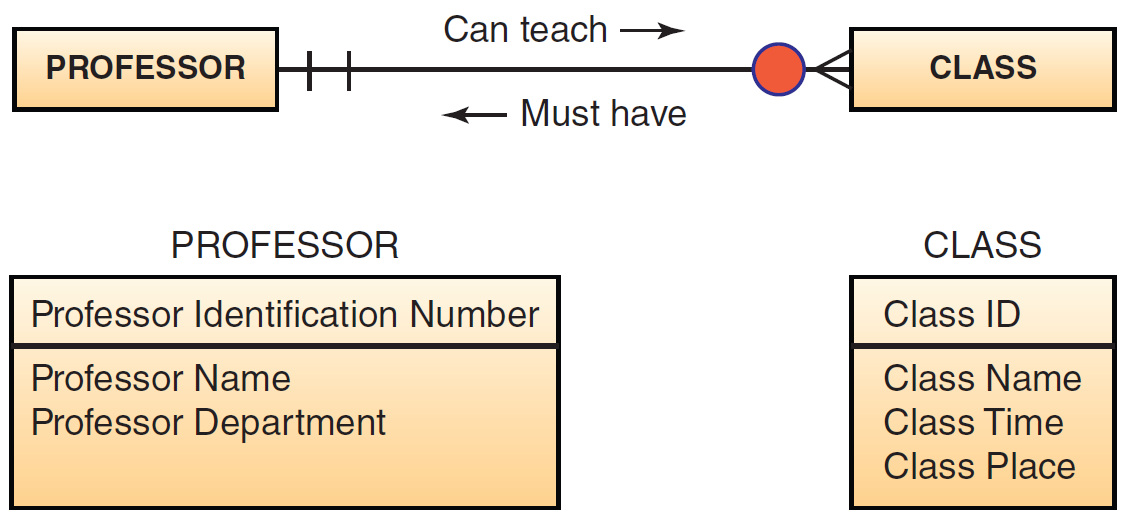 Can teach
PROFESSOR
CLASS
Must have
PROFESSOR
Professor Identification Number
Professor Name
Professor Department
CLASS
Class ID
Class Name
Class Time
Class Place